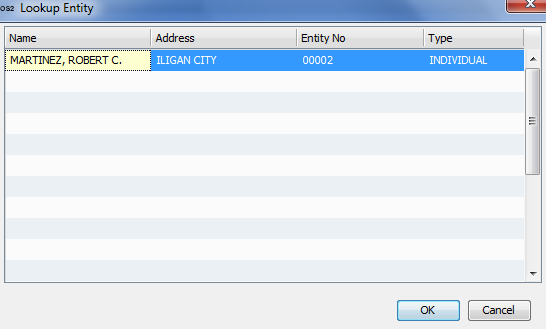 OS2 Lookup Entity
Name Address Entity No Type
MARTINEZ, ROBERT C. ILIGAN CITY 00002 INDIVIDUAL
OK Cancel